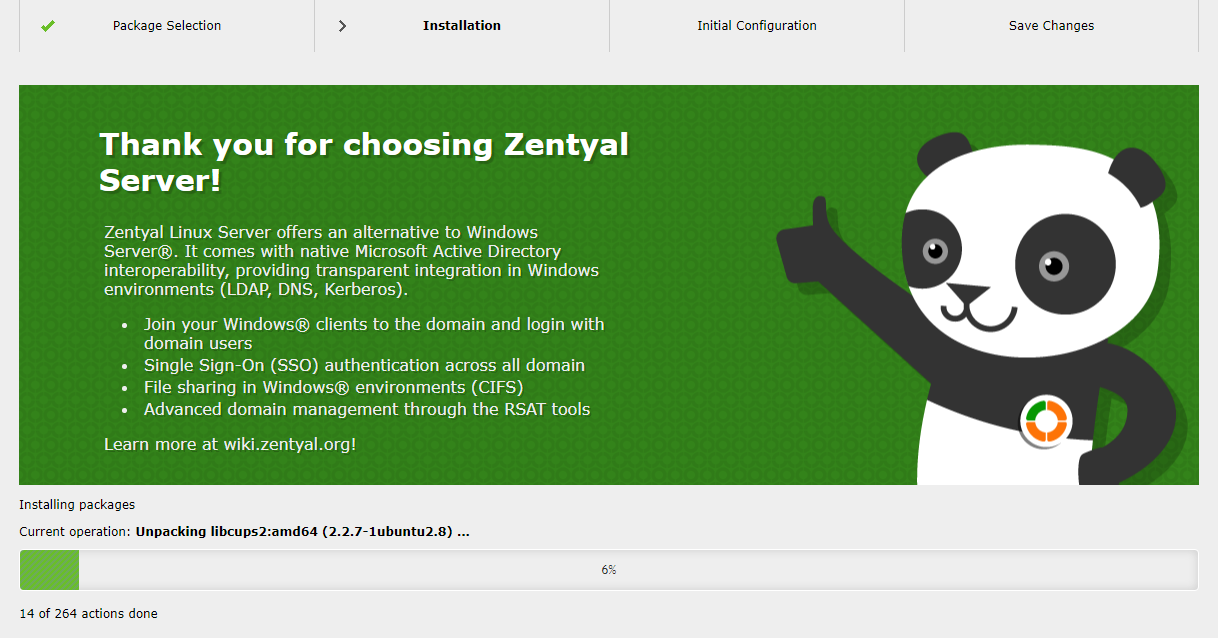 Package Selection
Installation
Initial Configuration
Save Changes
Thank you for choosing Zentyal
Server!
Zentyal Linux Server offers an alternative to Windows
Server®. It comes with native Microsoft Active Directory
interoperability, providing transparent integration in Windows
environments (LDAP, DNS, Kerberos).
• Join your Windows® clients to the domain and login with
domain users
• Single Sign-On (SSO) authentication across all domain
• File sharing in Windows® environments (CIFS)
• Advanced domain management through the RSAT tools
Learn more at wiki.zentyal.org!
Installing packages
Current operation: Unpacking libcups2:amd64 (2.2.7-1ubuntu2.8) ...
6%
14 of 264 actions done